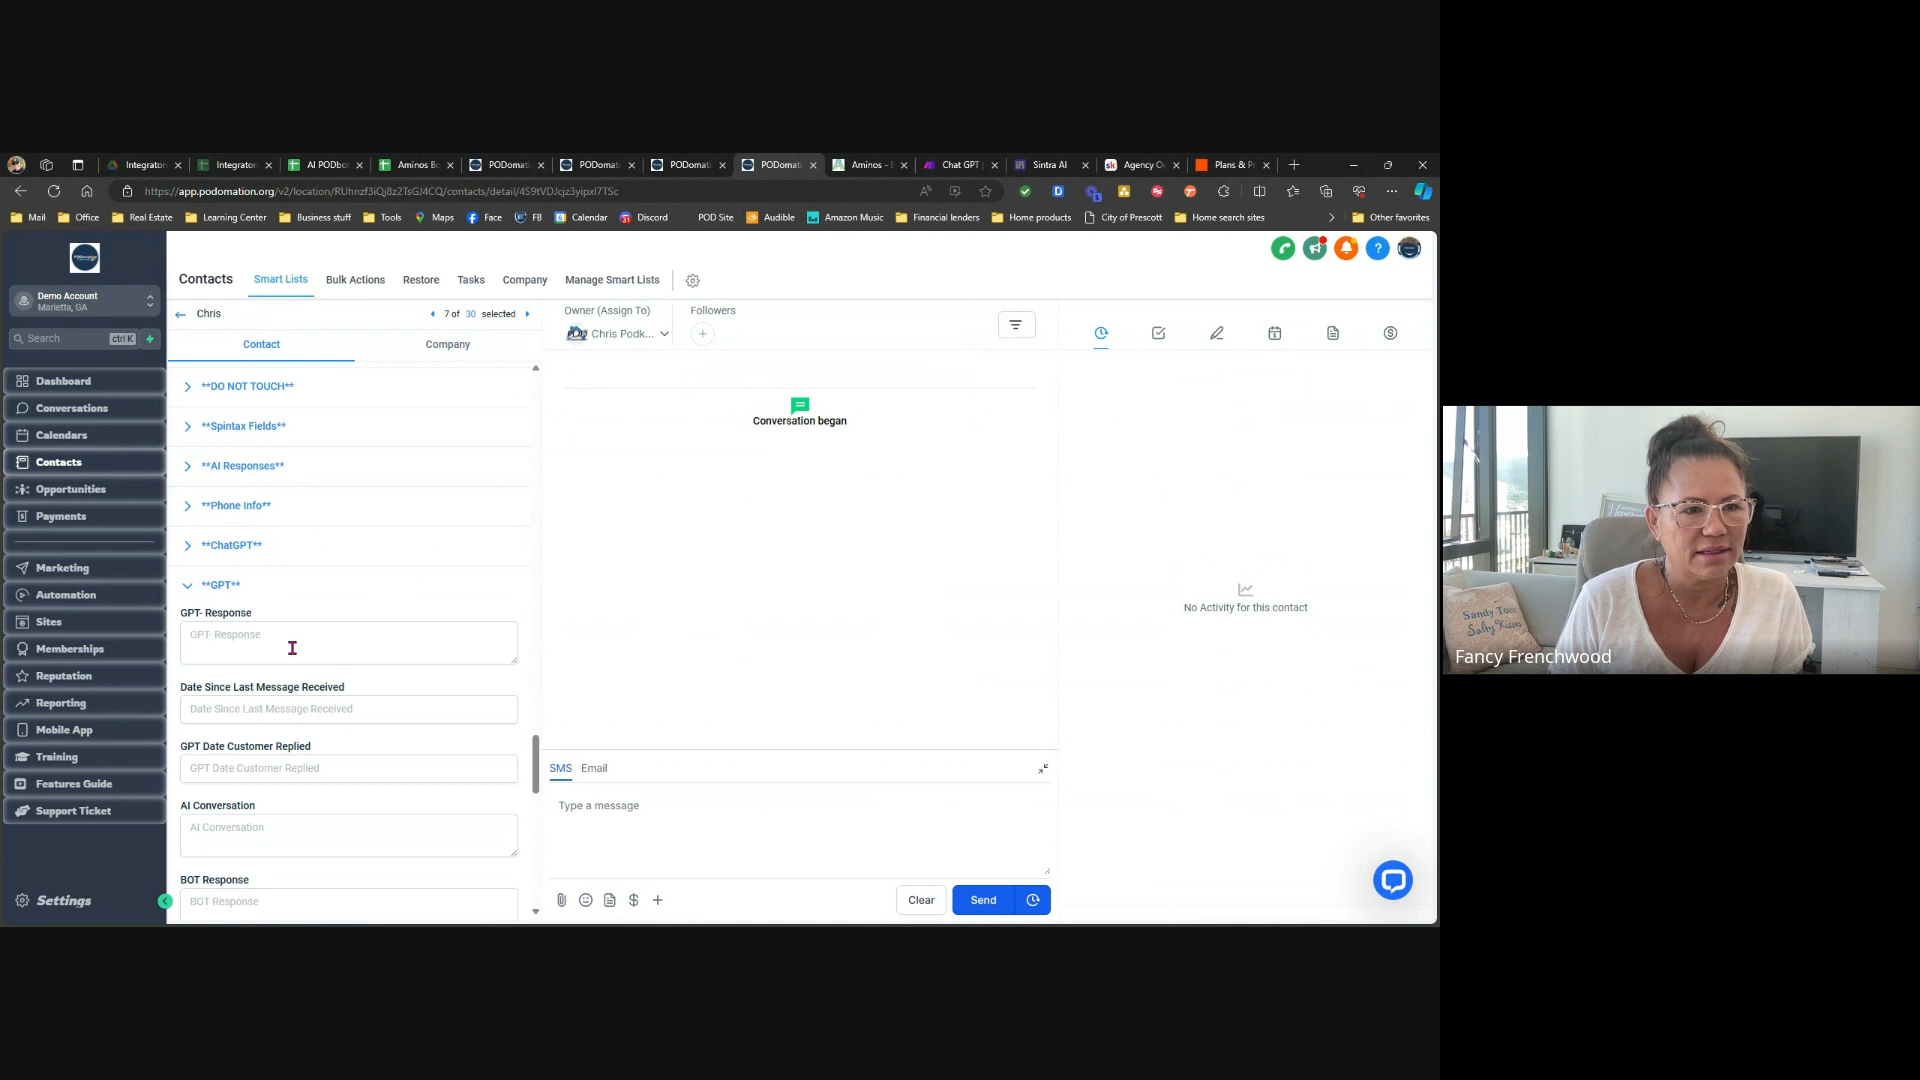 Integrator
Integrator
AI PODbo
Aminos B
PODomati
PODomati
PODomati
PODomati
Aminos -
Chat GPT
Sintra AI
Agency O
Plans & P
https://app.podomation.org/v2/location/RUhnzf3iQj8z2TsGJ4CQ/contacts/detail/4S9tVDJcjz3yipxI7TSc
Mail
Office
Real Estate
Learning Center
Business stuff
Tools
Maps
Face
FB
Calendar
Discord
POD Site
Audible
Amazon Music
Financial lenders
Home products
City of Prescott
Home search sites
Other favorites
Demo Account
Marietta, GA
Search
ctrl K
Dashboard
Conversations
Calendars
Contacts
Opportunities
Payments
Marketing
Automation
Sites
Memberships
Reputation
Reporting
Mobile App
Training
Features Guide
Support Ticket
Settings
Contacts
Smart Lists
Bulk Actions
Restore
Tasks
Company
Manage Smart Lists
Chris
7 of 30 selected
Contact
Company
**DO NOT TOUCH**
**Spintax Fields**
**AI Responses**
**Phone Info**
**ChatGPT**
**GPT**
GPT- Response
GPT- Response
Date Since Last Message Received
Date Since Last Message Received
GPT Date Customer Replied
GPT Date Customer Replied
AI Conversation
AI Conversation
BOT Response
BOT Response
Owner (Assign To)
Followers
Chris Podk...
Conversation began
SMS
Email
Type a message
Clear
Send
No Activity for this contact
Sandy Toes
Salty Kisses
Fancy Frenchwood